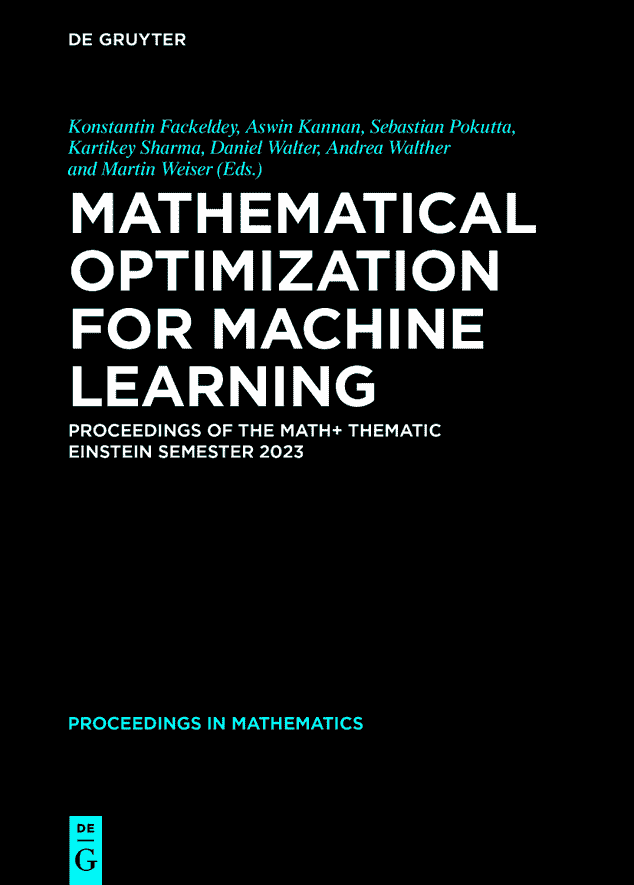 DE GRUYTER
Konstantin Fackeldey, Aswin Kannan, Sebastian Pokutta,
Kartikey Sharma, Daniel Walter, Andrea Walther
and Martin Weiser (Eds.)
MATHEMATICAL
OPTIMIZATION
FOR MACHINE
LEARNING
PROCEEDINGS OF THE MATH+ THEMATIC
EINSTEIN SEMESTER 2023
PROCEEDINGS IN MATHEMATICS
DE
G